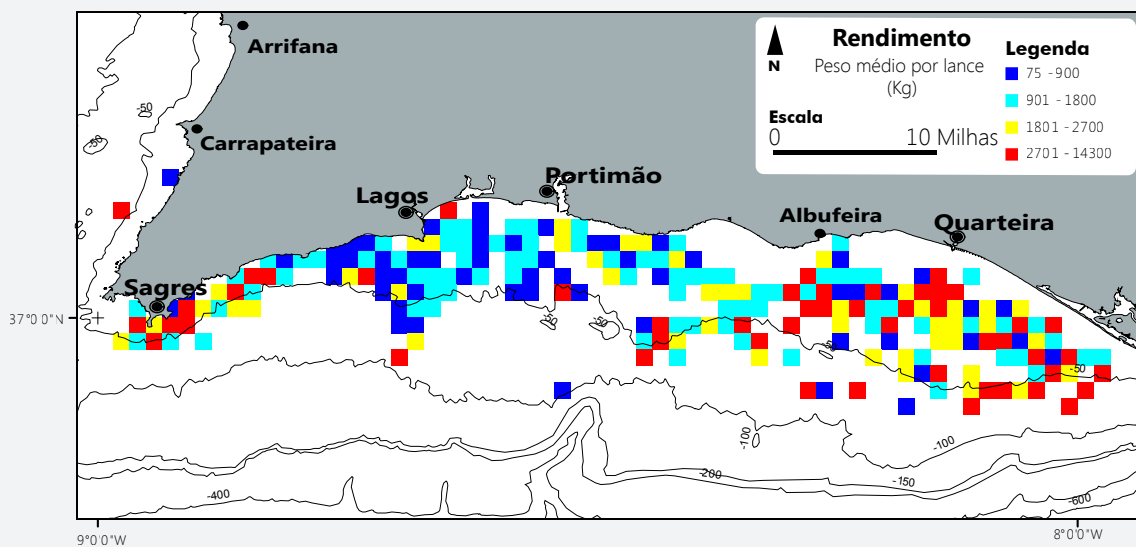 Arrifana
Carrapateira
Lagos
Portimão
Albufeira
Quarteira
Sagres
N
Rendimento
Peso médio por lance
(Kg)
Escala
0 10 Milhas
Legenda
75 -900
901 -1800
1801 -2700
2701 -14300
-50
-50
-50
-50
-50
-50
-100
-100
-200
-150
-400
-600
37°0'0"N
9°0'0"W
8°0'0"W